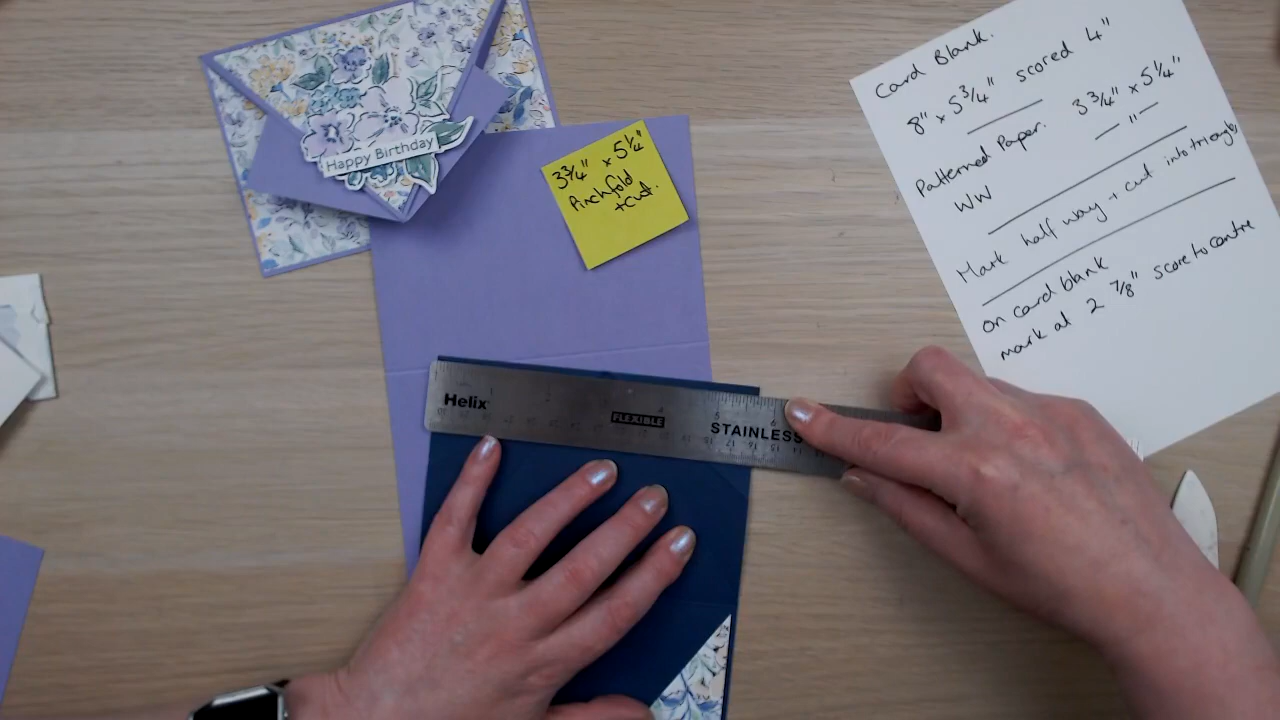 Happy Birthday
3¾" x 5¼"
Pinchfold
+cut.
Card Blank.
8" x 5¾" scored 4"
Patterned Paper. 3¾" x 5¼"
WW — " —
Mark half way + cut into triangles
on card blank
mark at 2 ⅞" score to centre
Helix
FLEXIBLE
STAINLESS